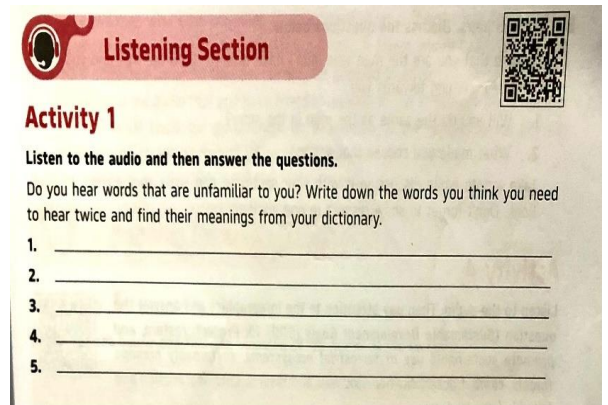 Listening Section
Activity 1
Listen to the audio and then answer the questions.
Do you hear words that are unfamiliar to you? Write down the words you think you need
to hear twice and find their meanings from your dictionary.
1.
2.
3.
4.
5.